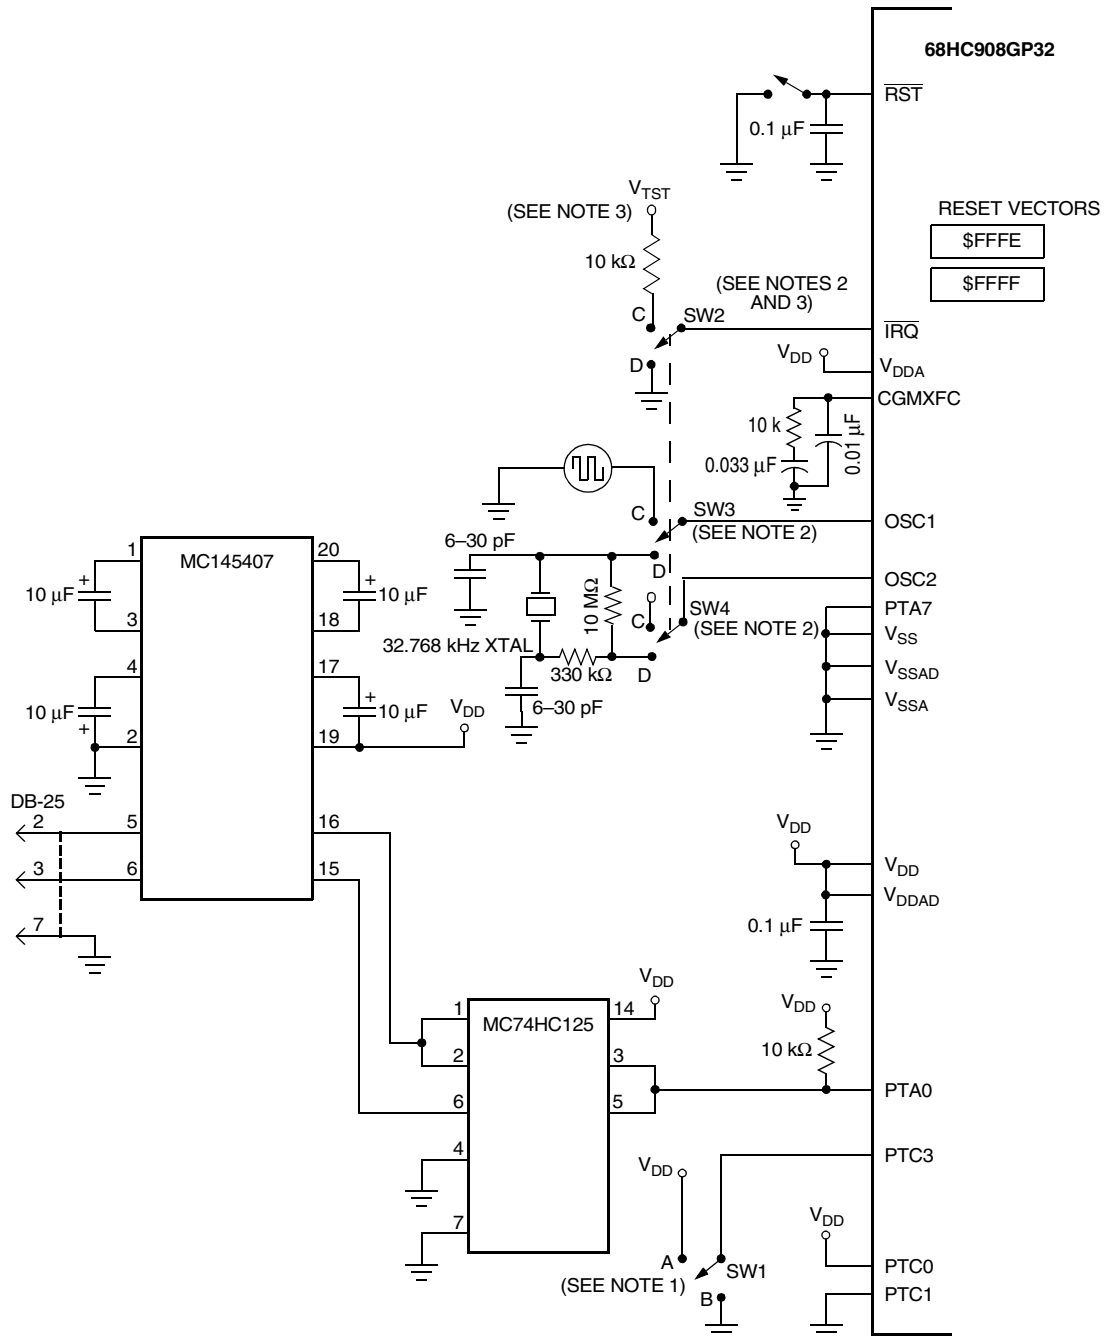 68HC908GP32
RST
0.1 µF
VTST
(SEE NOTE 3)
RESET VECTORS
$FFFE
$FFFF
10 kΩ
(SEE NOTES 2
AND 3)
C
SW2
IRQ
D
VDD
VDDA
CGMXFC
10 k
0.01 µF
0.033 µF
C
SW3
OSC1
(SEE NOTE 2)
6–30 pF
D
OSC2
10 MΩ
C
SW4
(SEE NOTE 2)
PTA7
VSS
32.768 kHz XTAL
330 kΩ
D
VSSAD
VSSA
6–30 pF
MC145407
1
20
10 µF
+
+
10 µF
3
18
4
17
10 µF
+
+
10 µF
VDD
2
19
DB-25
2
5
16
3
6
15
7
VDD
VDD
VDDAD
0.1 µF
VDD
MC74HC125
1
14
2
3
6
5
4
7
VDD
10 kΩ
PTA0
PTC3
VDD
A
SW1
(SEE NOTE 1)
B
VDD
PTC0
PTC1